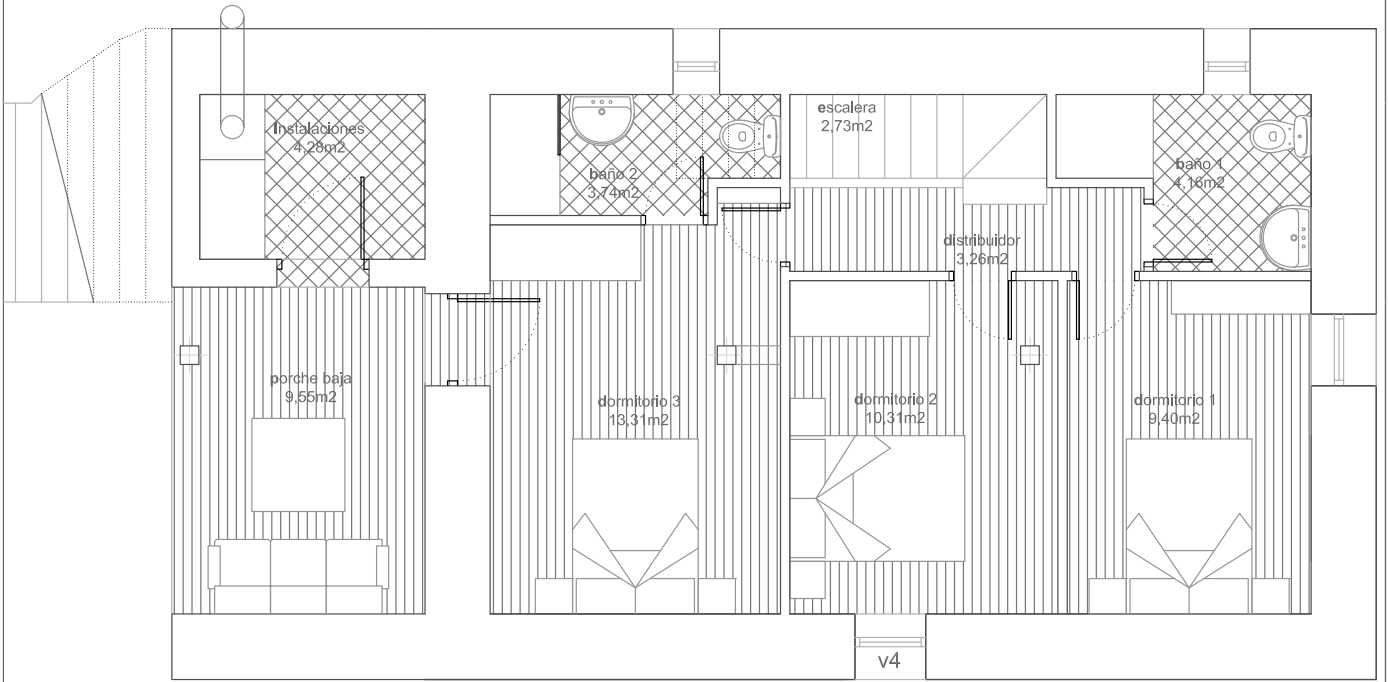 escalera
2,73m2
Instalaciones
4,28m2
baño 2
3,74m2
baño 1
4,16m2
distribuidor
3,26m2
porche baja
9,55m2
dormitorio 3
13,31m2
dormitorio 2
10,31m2
dormitorio 1
9,40m2
v4